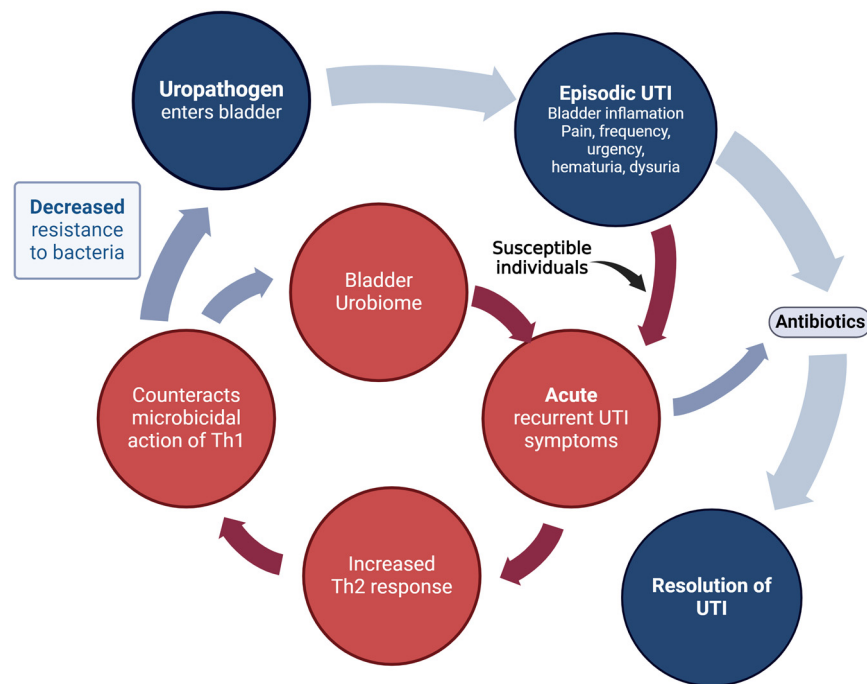 Uropathogen
enters bladder
Episodic UTI
Bladder inflamation
Pain, frequency,
urgency,
hematuria, dysuria
Decreased
resistance
to bacteria
Susceptible
individuals
Bladder
Urobiome
Antibiotics
Counteracts
microbicidal
action of Th1
Acute
recurrent UTI
symptoms
Increased
Th2 response
Resolution of
UTI